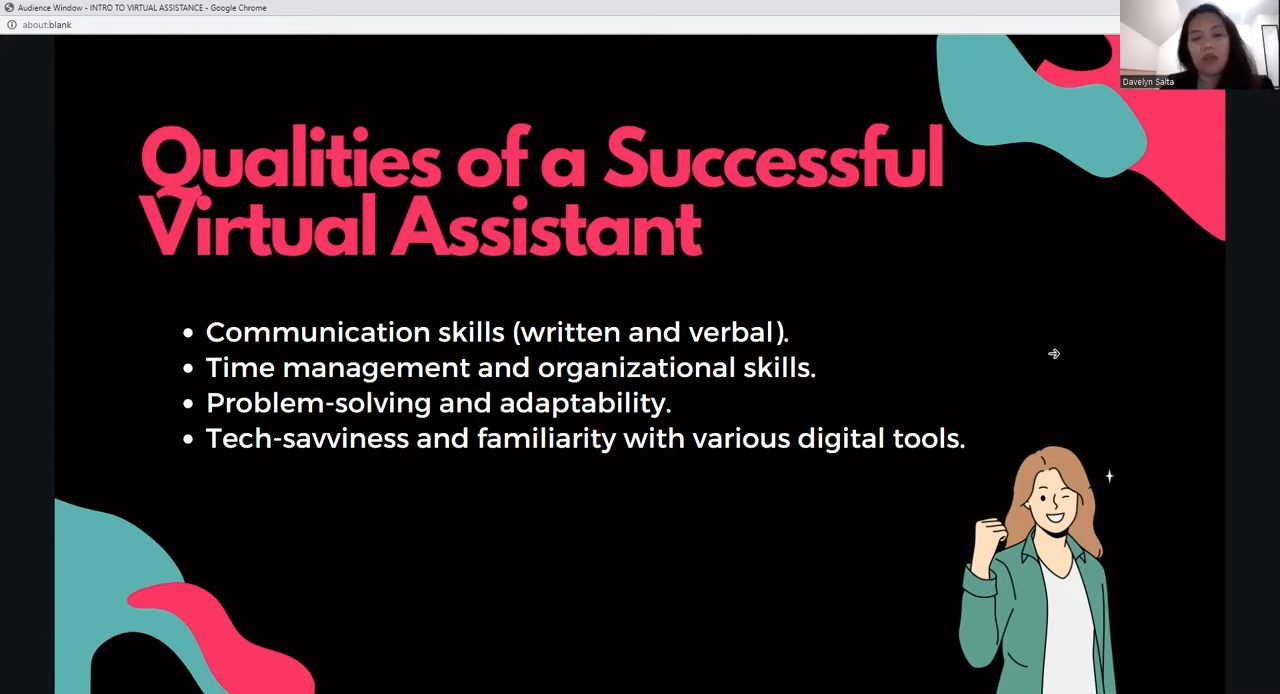 Audience Window - INTRO TO VIRTUAL ASSISTANCE - Google Chrome
about:blank
Davelyn Salta
Qualities of a Successful
Virtual Assistant
• Communication skills (written and verbal).
• Time management and organizational skills.
• Problem-solving and adaptability.
• Tech-savviness and familiarity with various digital tools.